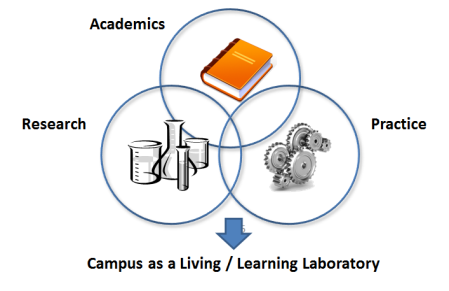 Academics
Research
Practice
Campus as a Living / Learning Laboratory